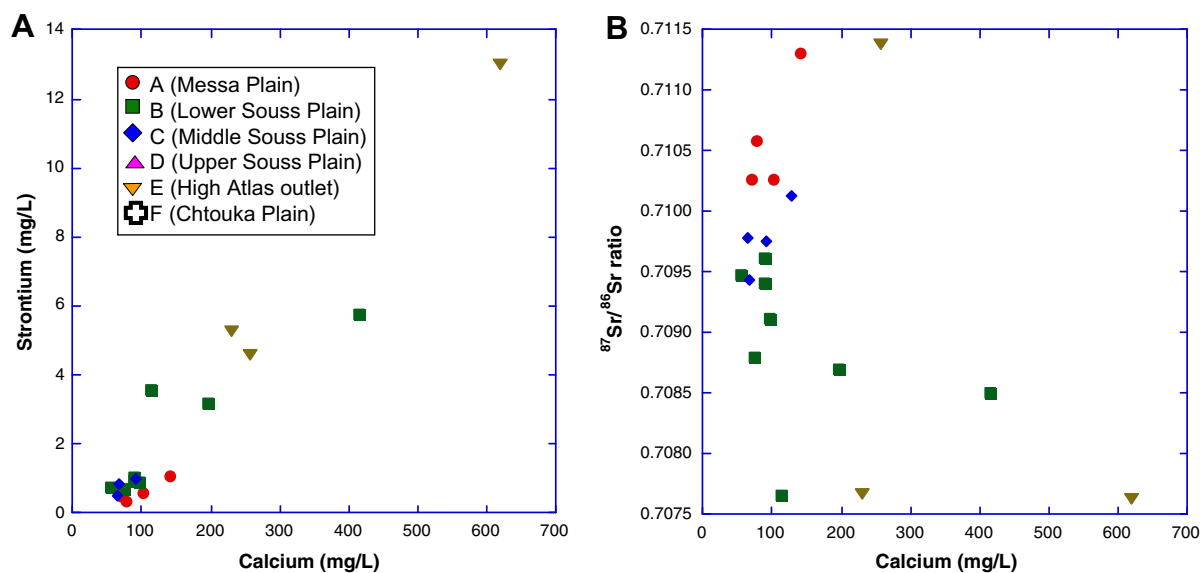 A
Strontium (mg/L)
14
12
10
8
6
4
2
0
A (Messa Plain)
B (Lower Souss Plain)
C (Middle Souss Plain)
D (Upper Souss Plain)
E (High Atlas outlet)
F (Chtouka Plain)
0 100 200 300 400 500 600 700
Calcium (mg/L)
B
⁸⁷Sr/⁸⁶Sr ratio
0.7115
0.7110
0.7105
0.7100
0.7095
0.7090
0.7085
0.7080
0.7075
0 100 200 300 400 500 600 700
Calcium (mg/L)